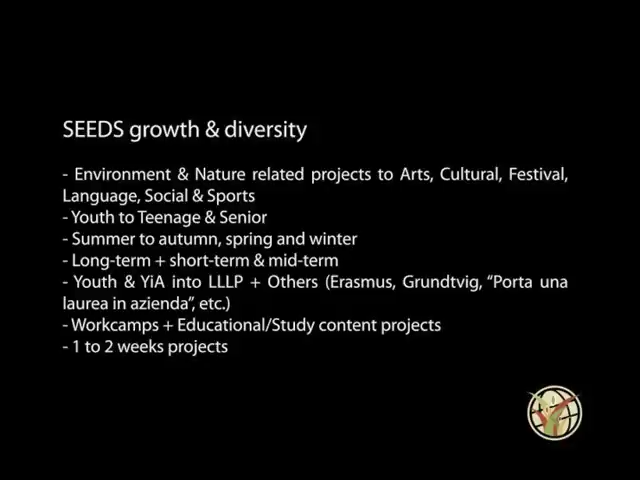 SEEDS growth & diversity
- Environment & Nature related projects to Arts, Cultural, Festival,
Language, Social & Sports
- Youth to Teenage & Senior
- Summer to autumn, spring and winter
- Long-term + short-term & mid-term
- Youth & YiA into LLLP + Others (Erasmus, Grundtvig, “Porta una
laurea in azienda”, etc.)
- Workcamps + Educational/Study content projects
- 1 to 2 weeks projects